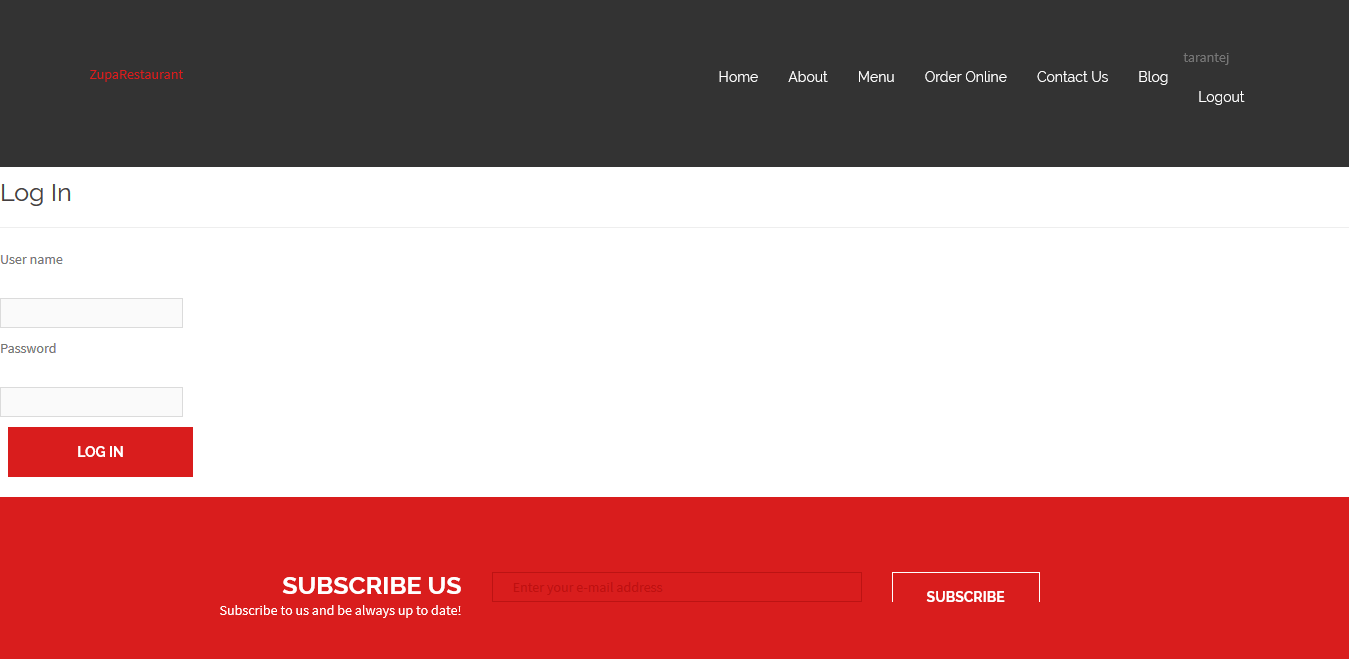 ZupaRestaurant
Home About Menu Order Online Contact Us Blog
tarantej
Logout
Log In
User name
Password
LOG IN
SUBSCRIBE US
Subscribe to us and be always up to date!
Enter your e-mail address
SUBSCRIBE